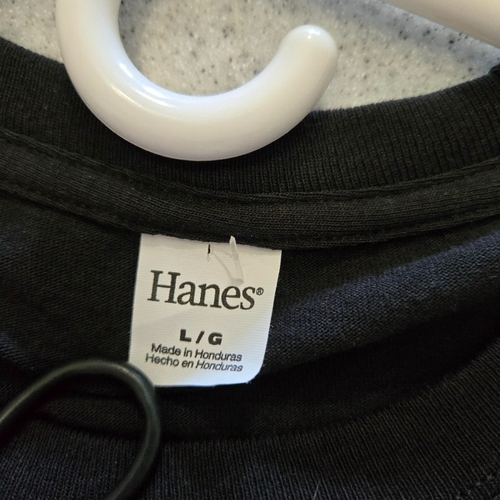 Hanes®
L/G
Made in Honduras
Hecho en Honduras